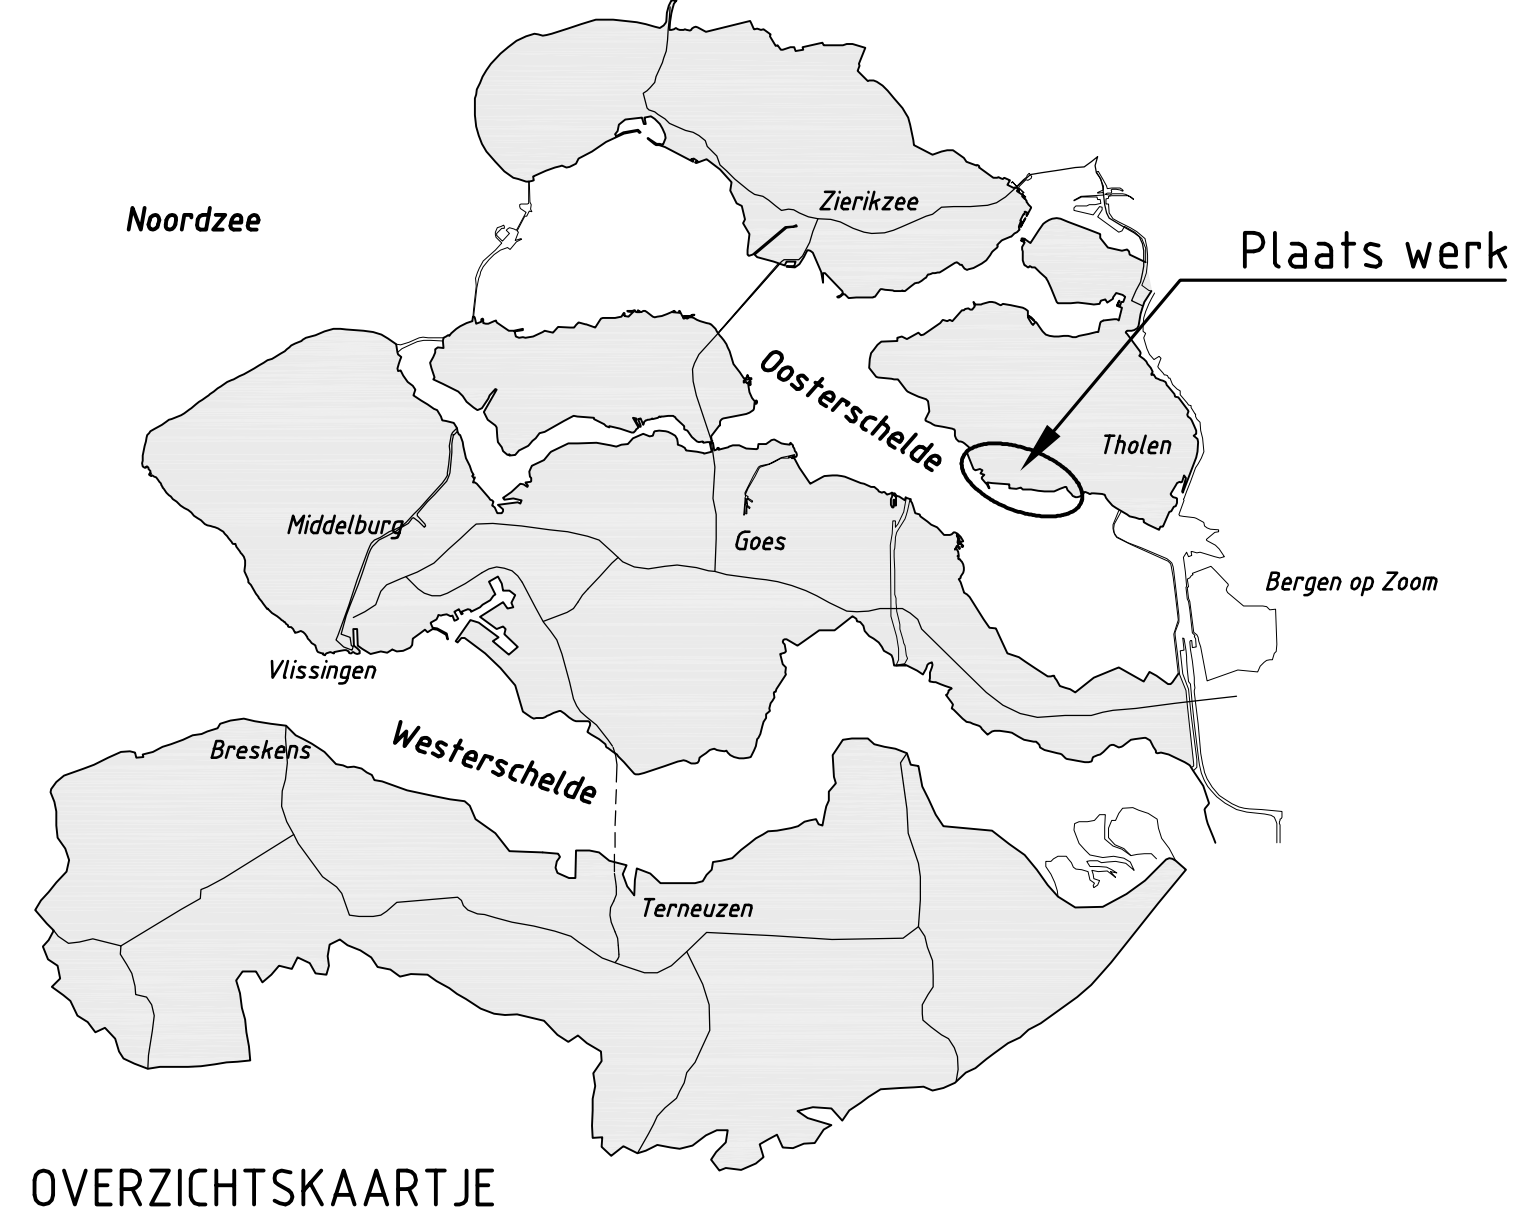 Zierikzee
Noordzee
Plaats werk
Oosterschelde
Tholen
Middelburg
Goes
Bergen op Zoom
Vlissingen
Westerschelde
Breskens
Terneuzen
OVERZICHTSKAARTJE